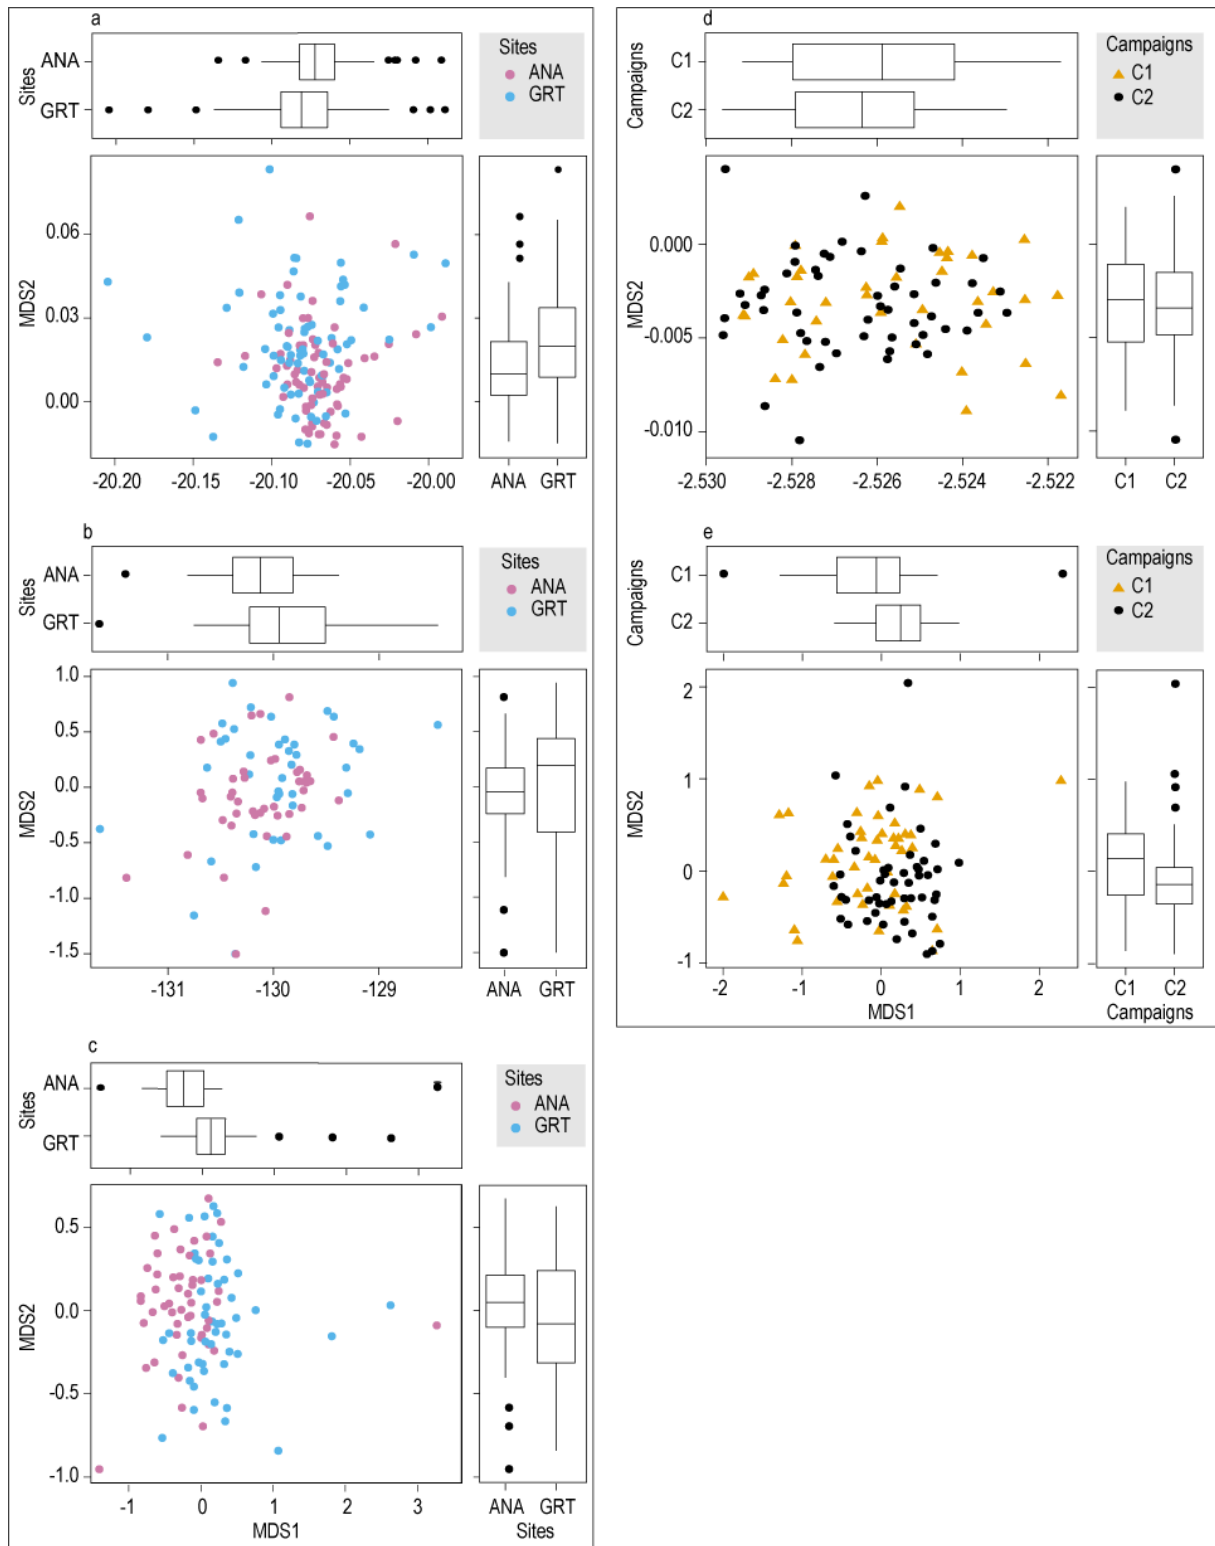 a
Sites
ANA
GRT
Sites
ANA
GRT
MDS2
0.06
0.03
0.00
-20.20 -20.15 -20.10 -20.05 -20.00
ANA GRT
b
Sites
ANA
GRT
Sites
ANA
GRT
MDS2
1.0
0.5
0.0
-0.5
-1.0
-1.5
-131 -130 -129
ANA GRT
c
Sites
ANA
GRT
Sites
ANA
GRT
MDS2
0.5
0.0
-0.5
-1.0
-1 0 1 2 3
MDS1
ANA GRT
Sites
d
Campaigns
C1
C2
Campaigns
C1
C2
MDS2
0.000
-0.005
-0.010
-2.530 -2.528 -2.526 -2.524 -2.522
C1 C2
e
Campaigns
C1
C2
Campaigns
C1
C2
MDS2
2
1
0
-1
-2 -1 0 1 2
MDS1
C1 C2
Campaigns